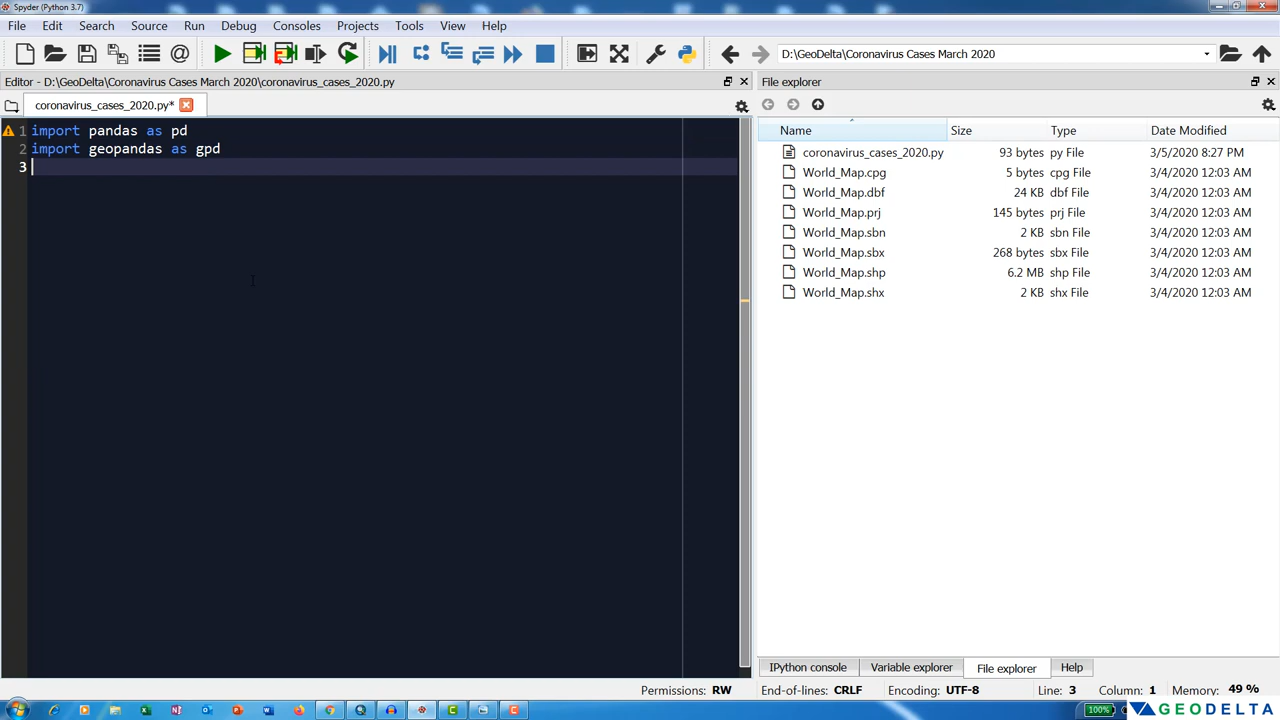 Spyder (Python 3.7)
File Edit Search Source Run Debug Consoles Projects Tools View Help
D:\GeoDelta\Coronavirus Cases March 2020
Editor - D:\GeoDelta\Coronavirus Cases March 2020\coronavirus_cases_2020.py
File explorer
coronavirus_cases_2020.py*
1 import pandas as pd
2 import geopandas as gpd
3
Name Size Type Date Modified
coronavirus_cases_2020.py 93 bytes py File 3/5/2020 8:27 PM
World_Map.cpg 5 bytes cpg File 3/4/2020 12:03 AM
World_Map.dbf 24 KB dbf File 3/4/2020 12:03 AM
World_Map.prj 145 bytes prj File 3/4/2020 12:03 AM
World_Map.sbn 2 KB sbn File 3/4/2020 12:03 AM
World_Map.sbx 268 bytes sbx File 3/4/2020 12:03 AM
World_Map.shp 6.2 MB shp File 3/4/2020 12:03 AM
World_Map.shx 2 KB shx File 3/4/2020 12:03 AM
IPython console Variable explorer File explorer Help
Permissions: RW End-of-lines: CRLF Encoding: UTF-8 Line: 3 Column: 1 Memory: 49 %
100% GEODELTA